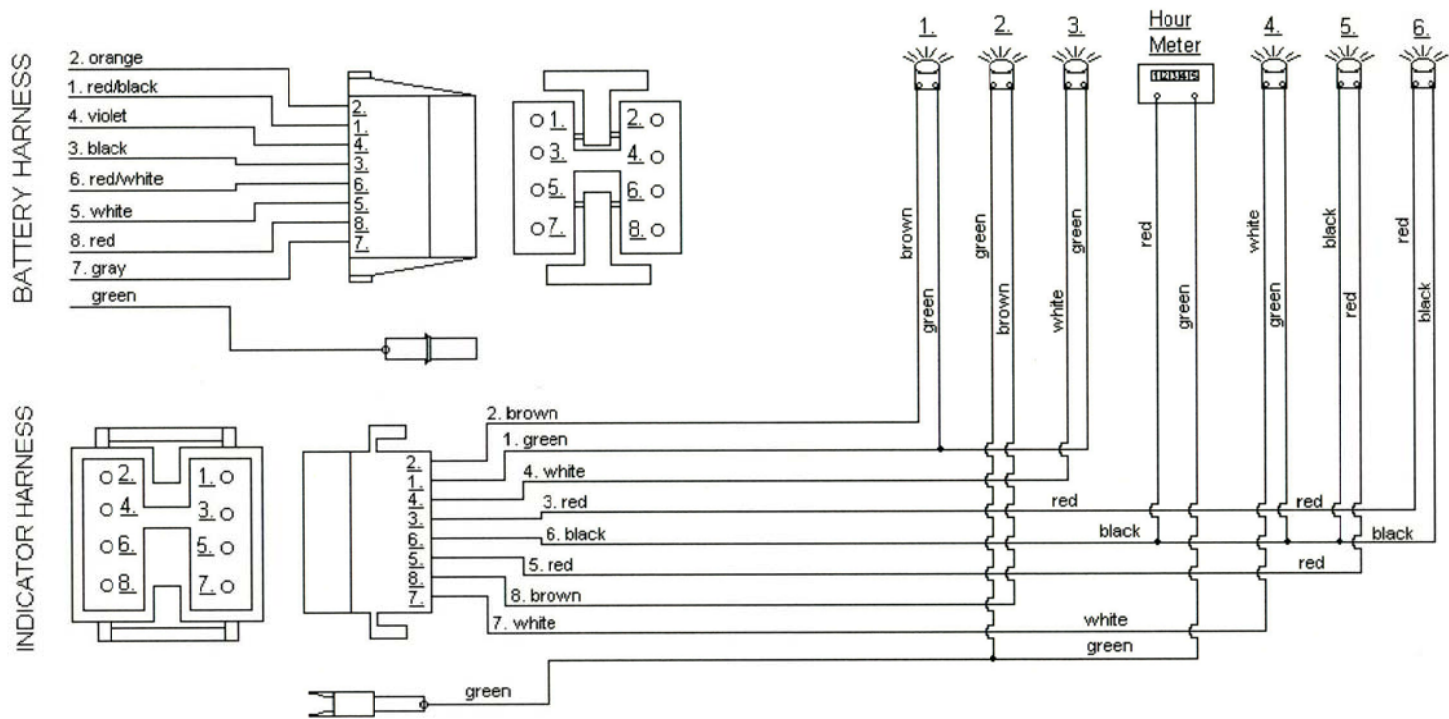 BATTERY HARNESS
2. orange
1. red/black
4. violet
3. black
6. red/white
5. white
8. red
7. gray
green
2.
1.
4.
3.
6.
5.
8.
7.
1. 2.
3. 4.
5. 6.
7. 8.
1.
2.
3.
Hour
Meter
12345
4.
5.
6.
brown
green
green
brown
white
green
red
green
white
green
black
red
red
black
INDICATOR HARNESS
2. 1.
4. 3.
6. 5.
8. 7.
2.
1.
4.
3.
6.
5.
8.
7.
2. brown
1. green
4. white
3. red red red
6. black black black
5. red red
8. brown
7. white white
green
green